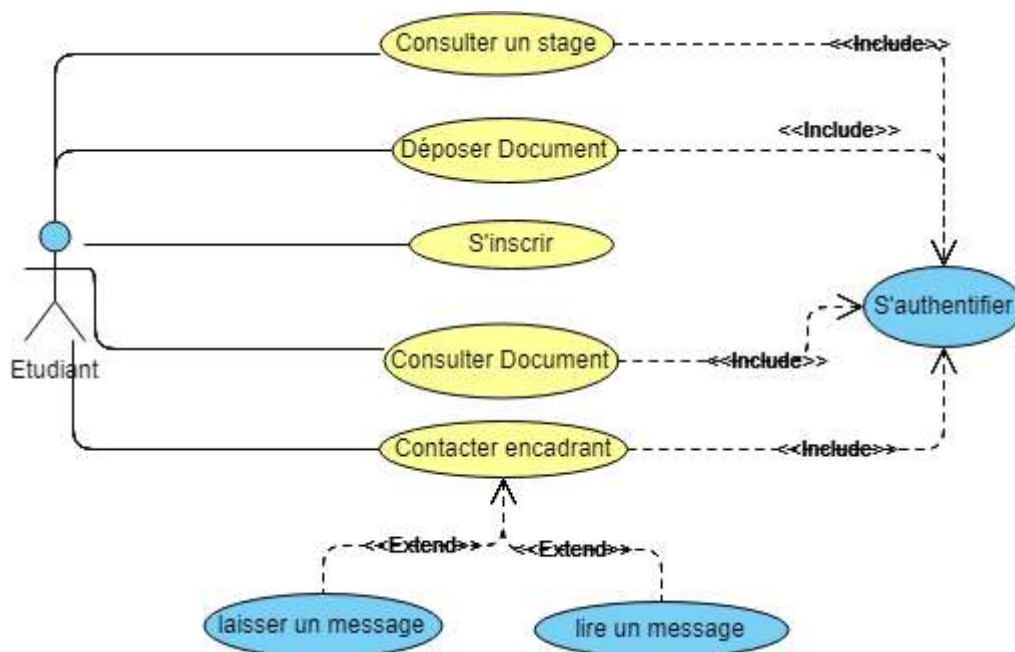 Consulter un stage
<<Include>>
Déposer Document
<<Include>>
S'inscrir
S'authentifier
Etudiant
Consulter Document
<<Include>>
Contacter encadrant
<<Include>>
<<Extend>>
<<Extend>>
laisser un message
lire un message